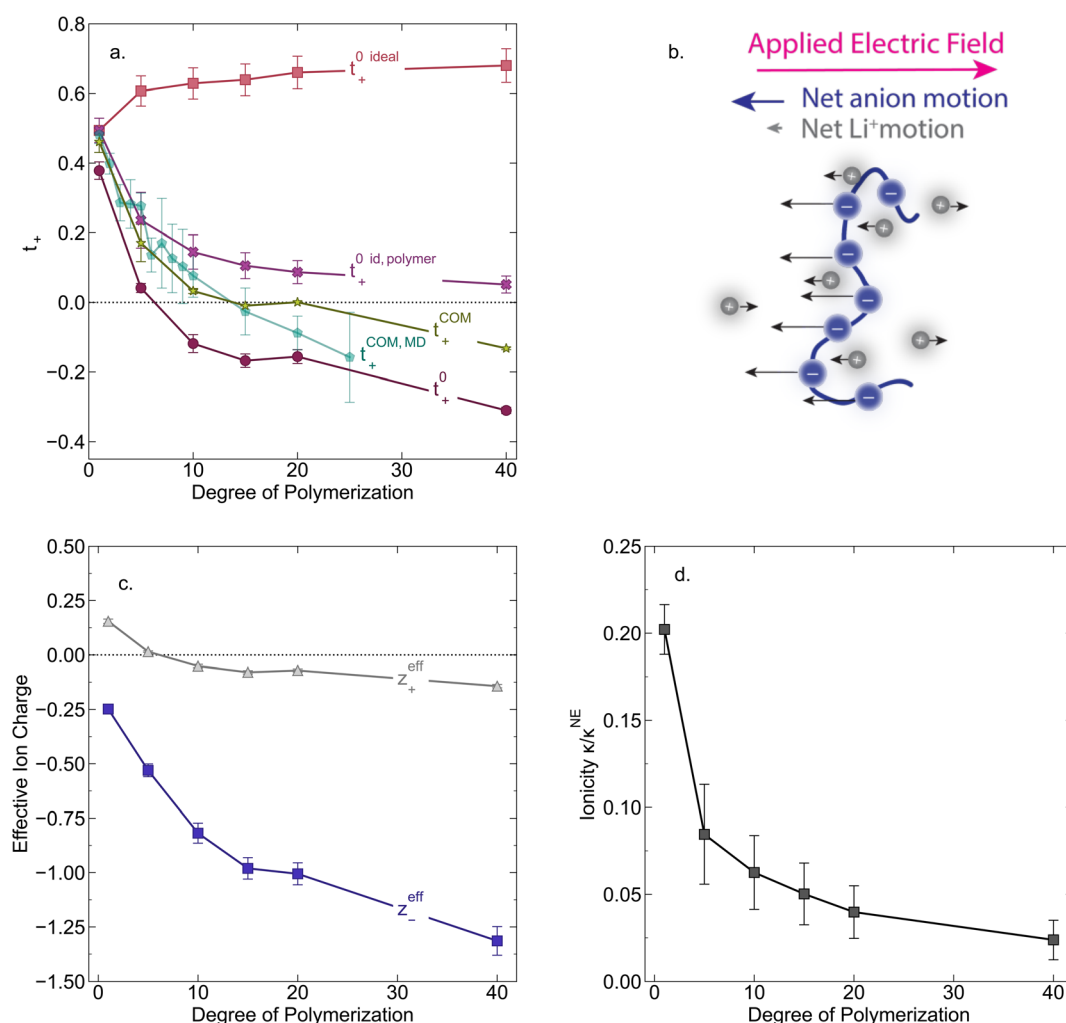 a.
0.8
0.6
0.4
0.2
0.0
−0.2
−0.4
t₊
t₊⁰ ideal
t₊⁰ id, polymer
t₊COM
t₊COM, MD
t₊⁰
0
10
20
30
40
Degree of Polymerization
b.
Applied Electric Field
Net anion motion
Net Li⁺motion
+
−
−
+
+
−
+
−
+
−
+
−
+
−
−
c.
0.50
0.25
0.00
−0.25
−0.50
−0.75
−1.00
−1.25
−1.50
Effective Ion Charge
z₊eff
z₋eff
0
10
20
30
40
Degree of Polymerization
d.
0.25
0.20
0.15
0.10
0.05
0.00
Ionicity κ/κᴺᴱ
0
10
20
30
40
Degree of Polymerization